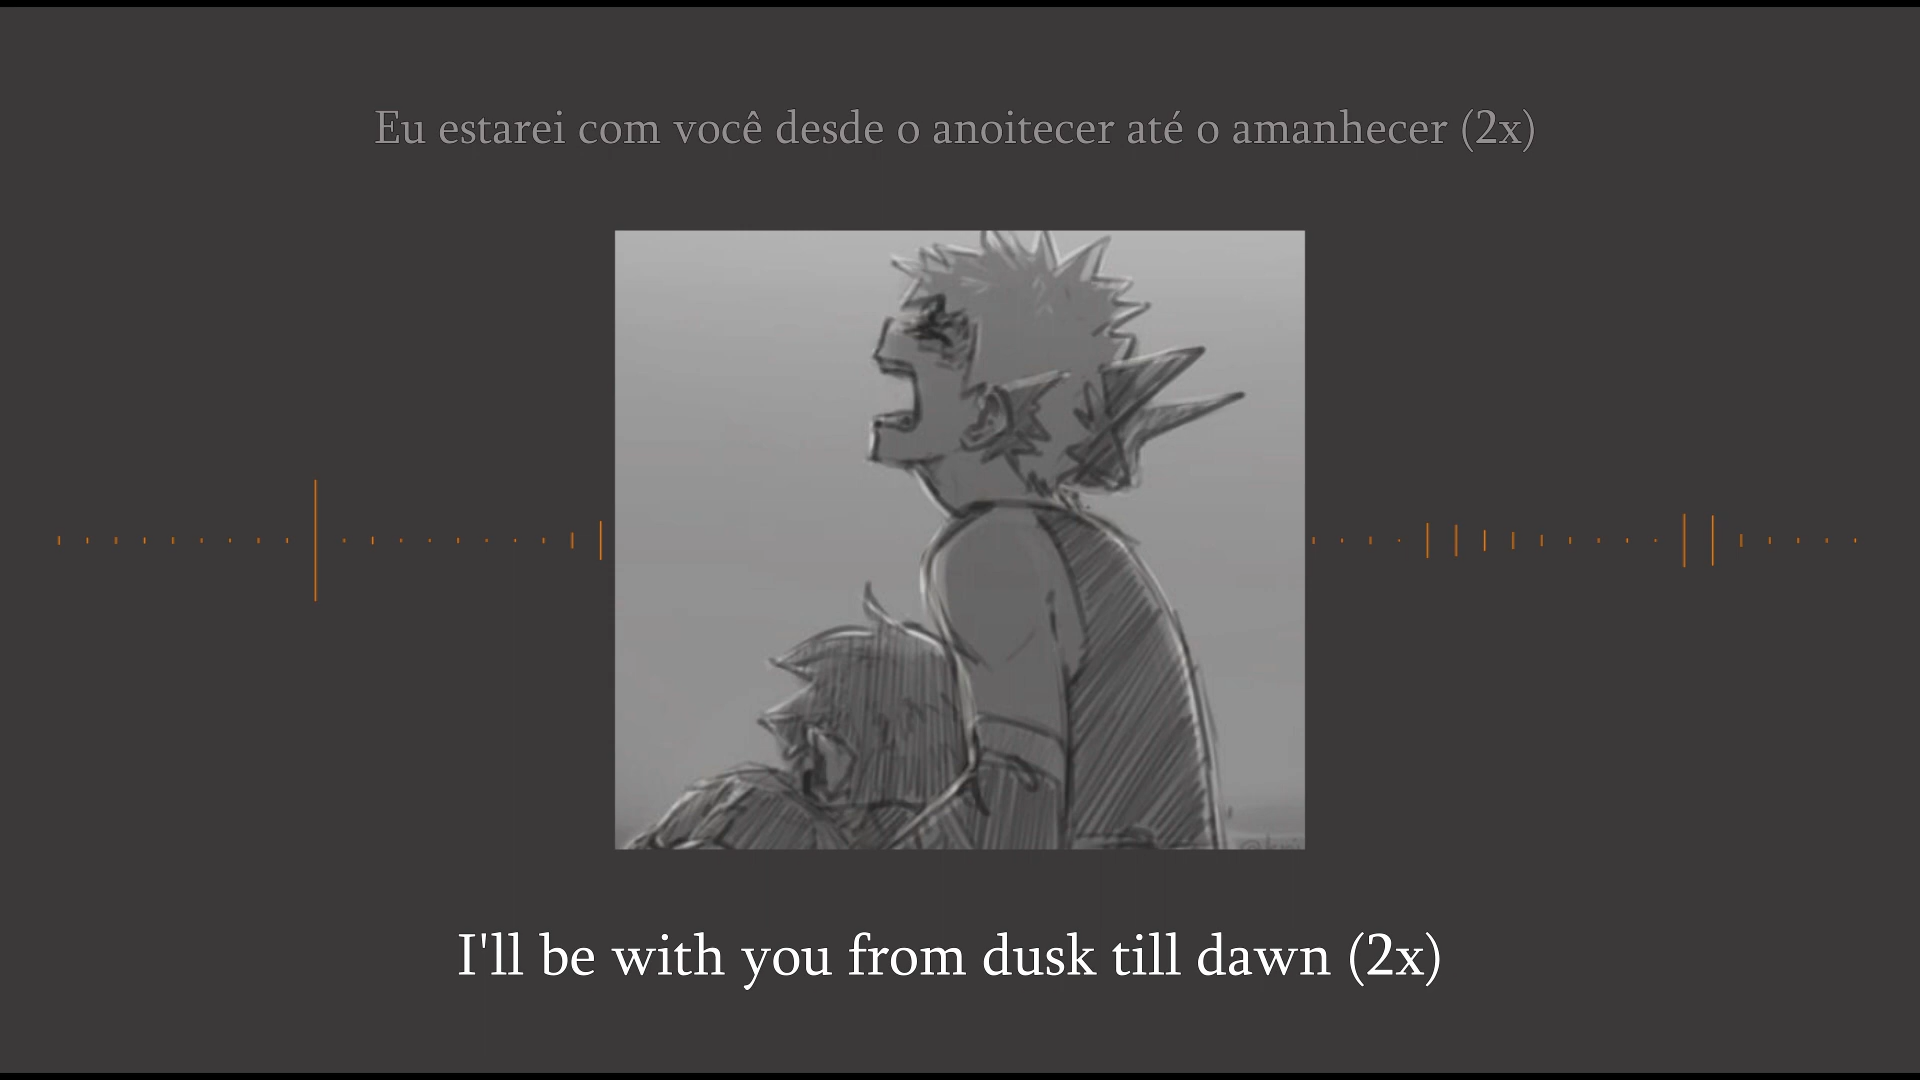 Eu estarei com você desde o anoitecer até o amanhecer (2x)
I'll be with you from dusk till dawn (2x)